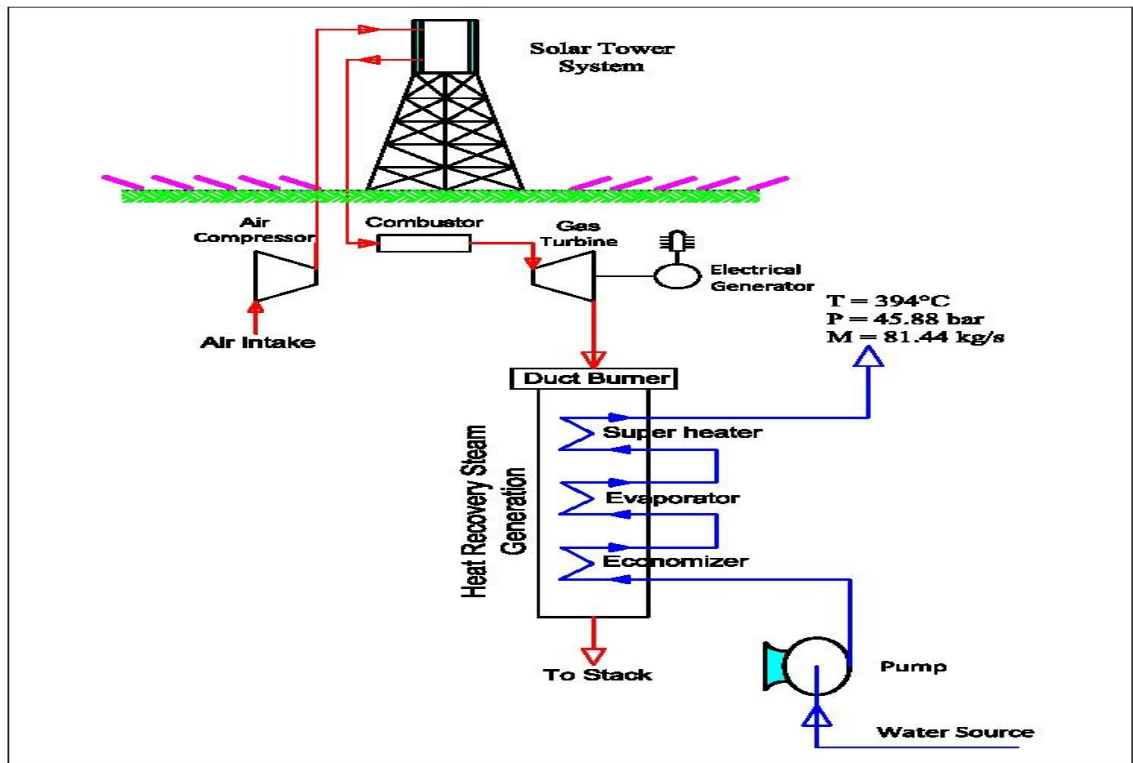 Solar Tower
System
Air
Compressor
Combustor
Gas
Turbine
Electrical
Generator
Air Intake
T = 394°C
P = 45.88 bar
M = 81.44 kg/s
Duct Burner
Super heater
Evaporator
Economizer
Heat Recovery Steam
Generation
To Stack
Pump
Water Source